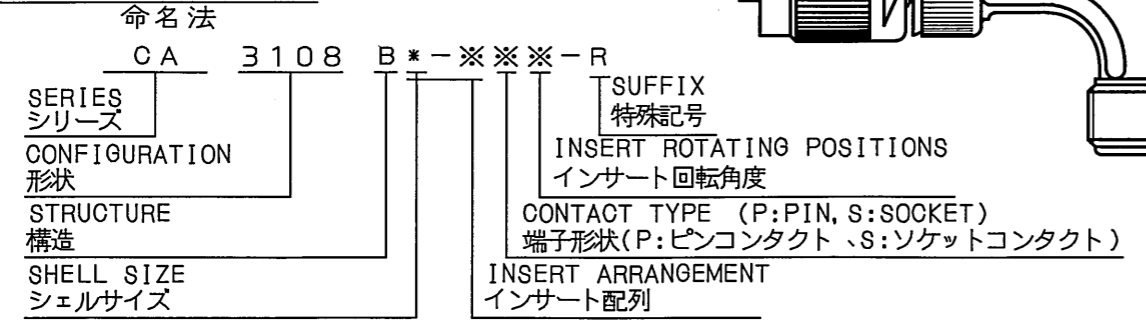 命名法
CA 3108 B*-※※※-R
SUFFIX
特殊記号
SERIES
シリーズ
INSERT ROTATING POSITIONS
インサート回転角度
CONFIGURATION
形状
CONTACT TYPE (P:PIN, S:SOCKET)
端子形状(P:ピンコンタクト、S:ソケットコンタクト)
STRUCTURE
構造
INSERT ARRANGEMENT
インサート配列
SHELL SIZE
シェルサイズ